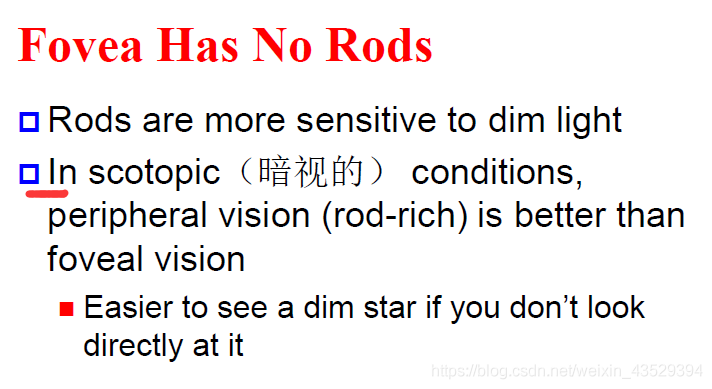 Fovea Has No Rods
Rods are more sensitive to dim light
In scotopic（暗视的） conditions,
peripheral vision (rod-rich) is better than
foveal vision
Easier to see a dim star if you don’t look
directly at it
https://blog.csdn.net/weixin_43529394